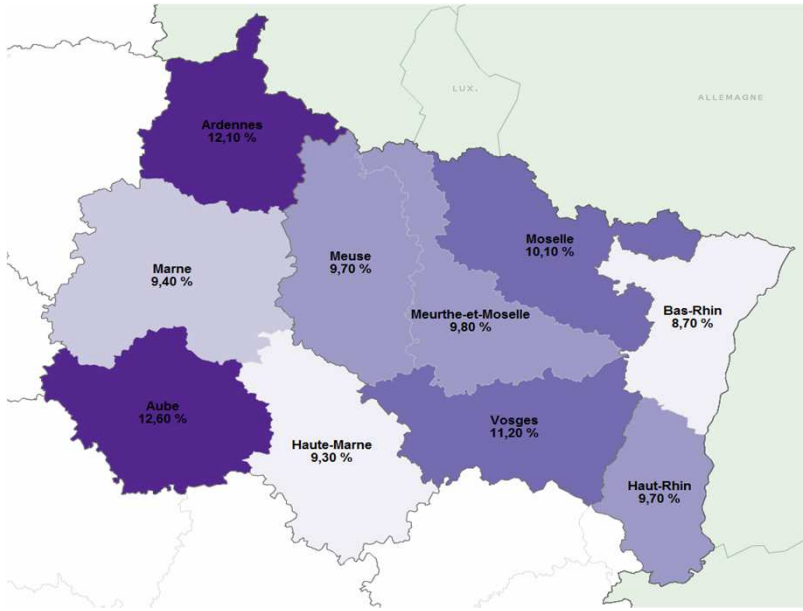 LUX.
ALLEMAGNE
Ardennes
12,10 %
Moselle
10,10 %
Meuse
9,70 %
Marne
9,40 %
Bas-Rhin
8,70 %
Meurthe-et-Moselle
9,80 %
Aube
12,60 %
Vosges
11,20 %
Haute-Marne
9,30 %
Haut-Rhin
9,70 %